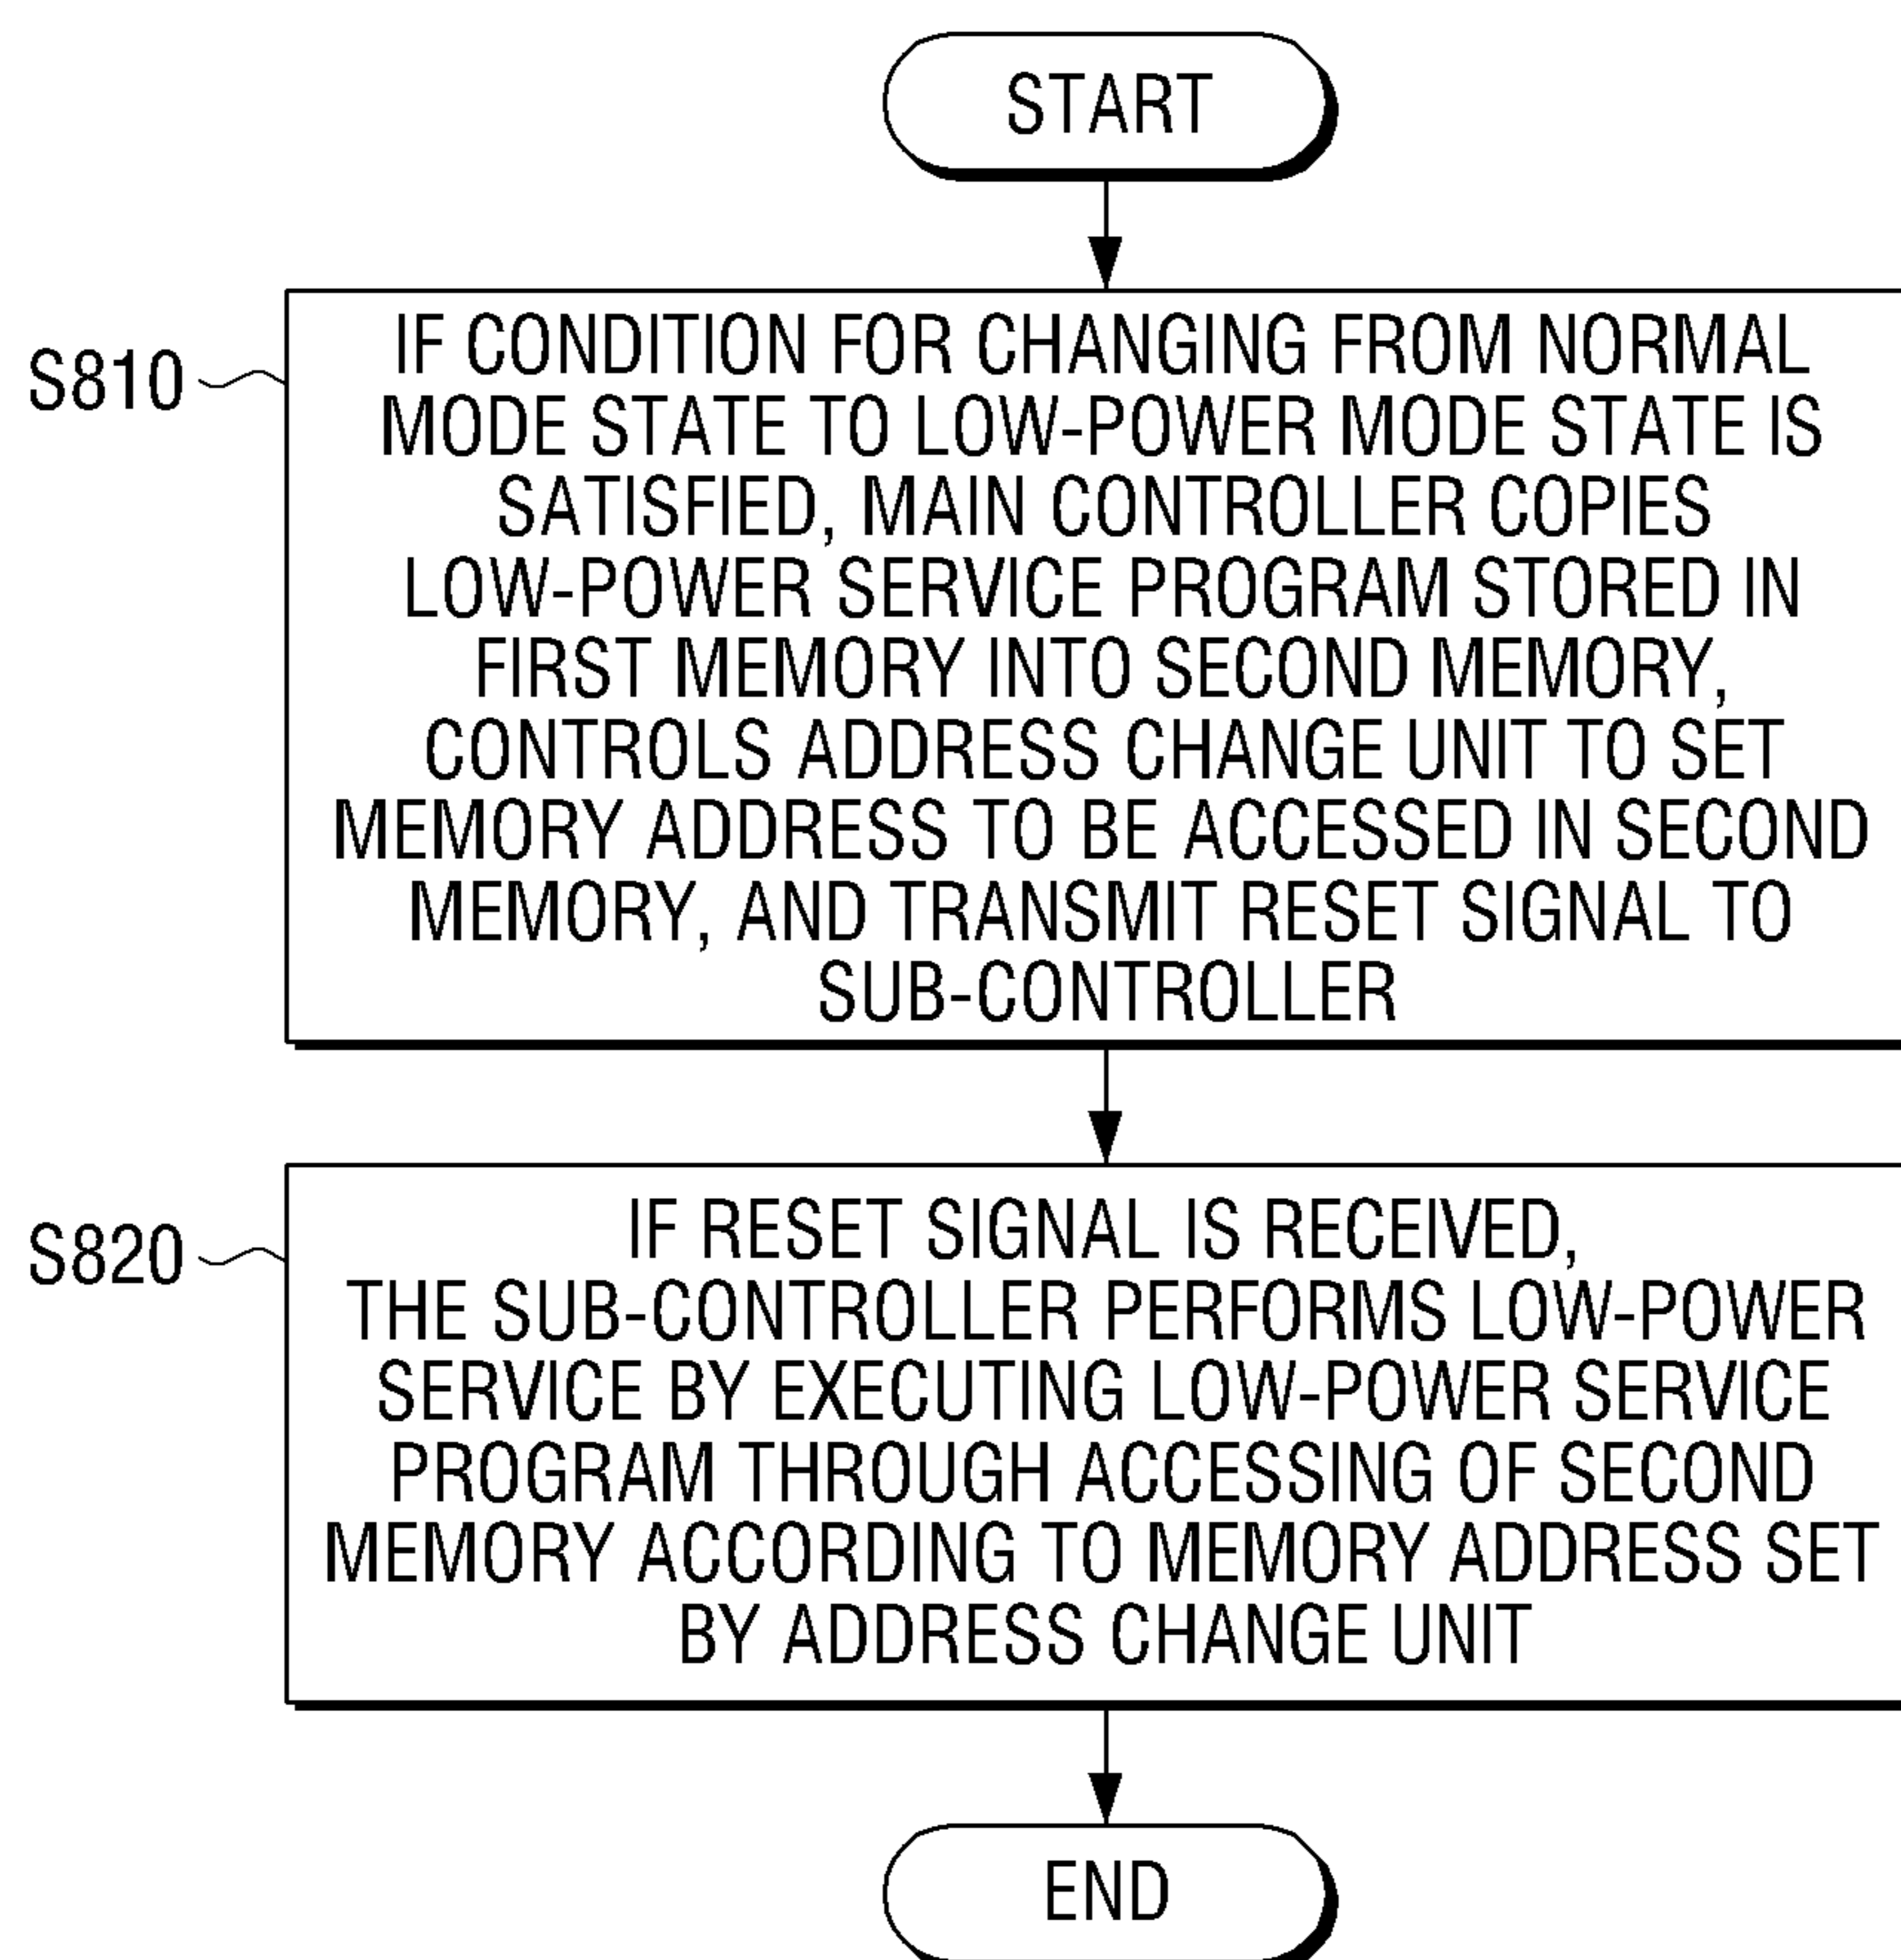 START
S810
IF CONDITION FOR CHANGING FROM NORMAL
MODE STATE TO LOW-POWER MODE STATE IS
SATISFIED, MAIN CONTROLLER COPIES
LOW-POWER SERVICE PROGRAM STORED IN
FIRST MEMORY INTO SECOND MEMORY,
CONTROLS ADDRESS CHANGE UNIT TO SET
MEMORY ADDRESS TO BE ACCESSED IN SECOND
MEMORY, AND TRANSMIT RESET SIGNAL TO
SUB-CONTROLLER
S820
IF RESET SIGNAL IS RECEIVED,
THE SUB-CONTROLLER PERFORMS LOW-POWER
SERVICE BY EXECUTING LOW-POWER SERVICE
PROGRAM THROUGH ACCESSING OF SECOND
MEMORY ACCORDING TO MEMORY ADDRESS SET
BY ADDRESS CHANGE UNIT
END